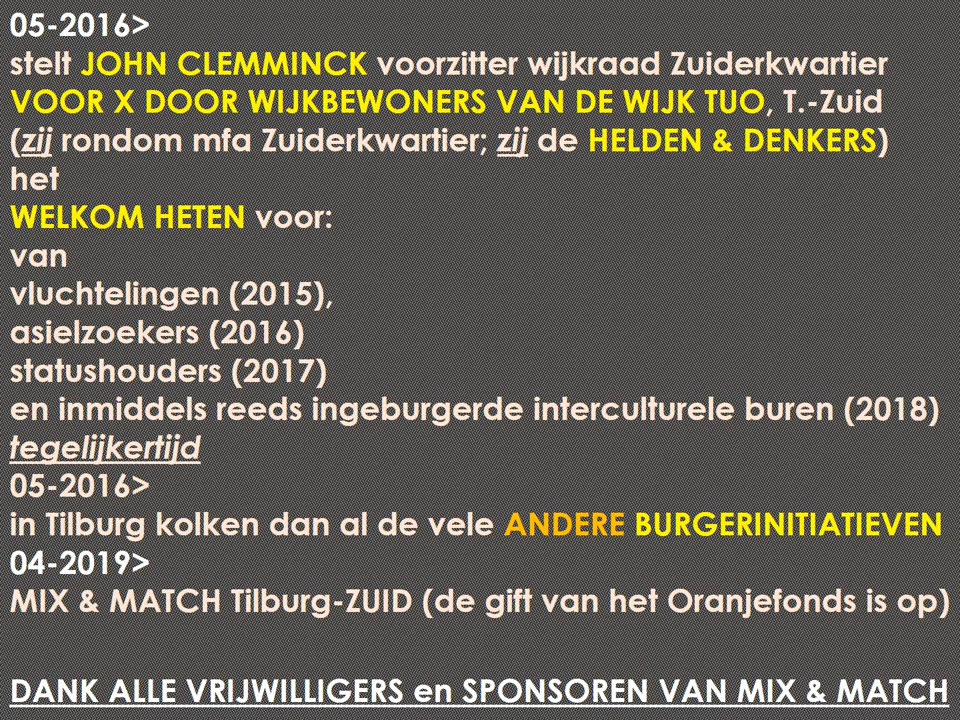 05-2016>
stelt JOHN CLEMMINCK voorzitter wijkraad Zuiderkwartier
VOOR X DOOR WIJKBEWONERS VAN DE WIJK TUO, T.-Zuid
(zij rondom mfa Zuiderkwartier; zij de HELDEN & DENKERS)
het
WELKOM HETEN voor:
van
vluchtelingen (2015),
asielzoekers (2016)
statushouders (2017)
en inmiddels reeds ingeburgerde interculturele buren (2018)
tegelijkertijd
05-2016>
in Tilburg kolken dan al de vele ANDERE BURGERINITIATIEVEN
04-2019>
MIX & MATCH Tilburg-ZUID (de gift van het Oranjefonds is op)
DANK ALLE VRIJWILLIGERS en SPONSOREN VAN MIX & MATCH